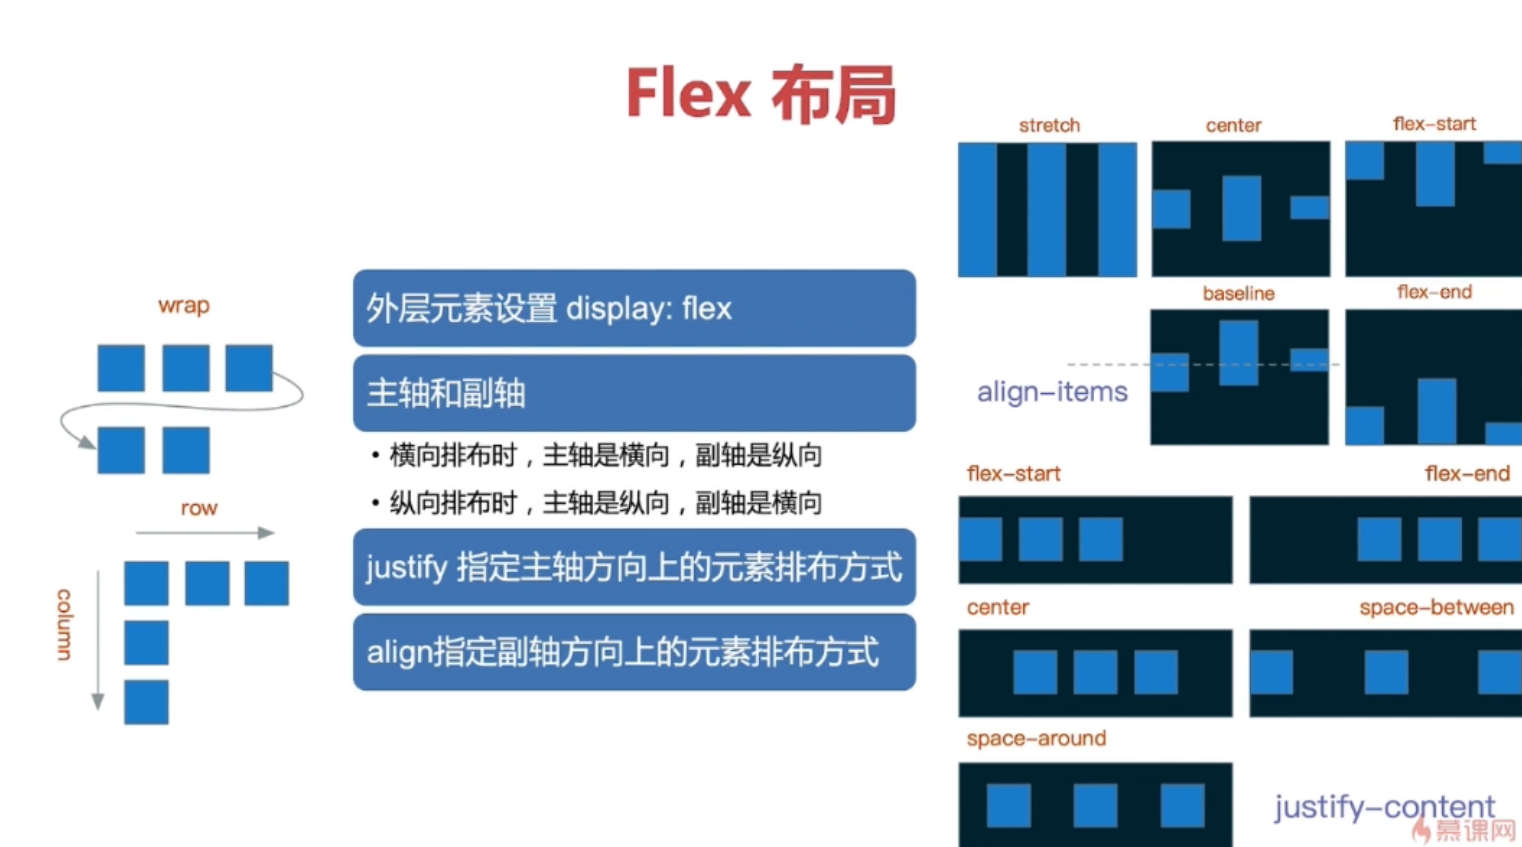 Flex 布局
wrap
row
column
外层元素设置 display: flex
主轴和副轴
• 横向排布时，主轴是横向，副轴是纵向
• 纵向排布时，主轴是纵向，副轴是横向
justify 指定主轴方向上的元素排布方式
align指定副轴方向上的元素排布方式
stretch
center
flex-start
baseline
flex-end
align-items
flex-start
flex-end
center
space-between
space-around
justify-content
慕课网